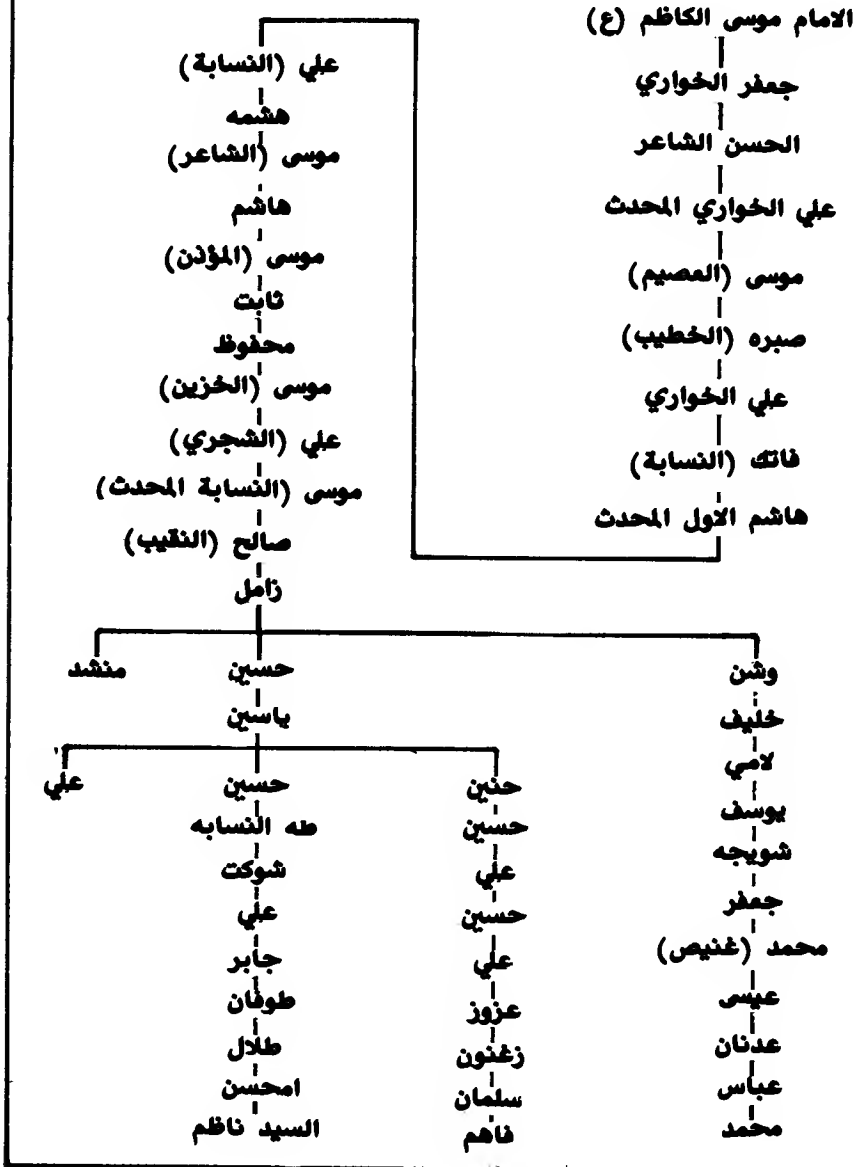 الامام موسى الكاظم (ع)
جعفر الخواري
الحسن الشاعر
علي الخواري المحدث
موسى (العصيم)
صبره (الخطيب)
علي الخواري
فاتك (النسابة)
هاشم الاول المحدث
علي (النسابة)
هشمه
موسى (الشاعر)
هاشم
موسى (المؤذن)
ثابت
محفوظ
موسى (الخزين)
علي (الشجري)
موسى (النسابة المحدث)
صالح (النقيب)
زامل
وشن
خليف
لامي
يوسف
شويجه
جعفر
محمد (غنيص)
عيسى
عدنان
عباس
محمد
حسين
ياسين
حنين
حسين
علي
حسين
علي
عزوز
زغنون
سلمان
فاهم
حسين
طه النسابه
شوكت
علي
جابر
طوفان
طلال
امحسن
السيد ناظم
علي
منشد